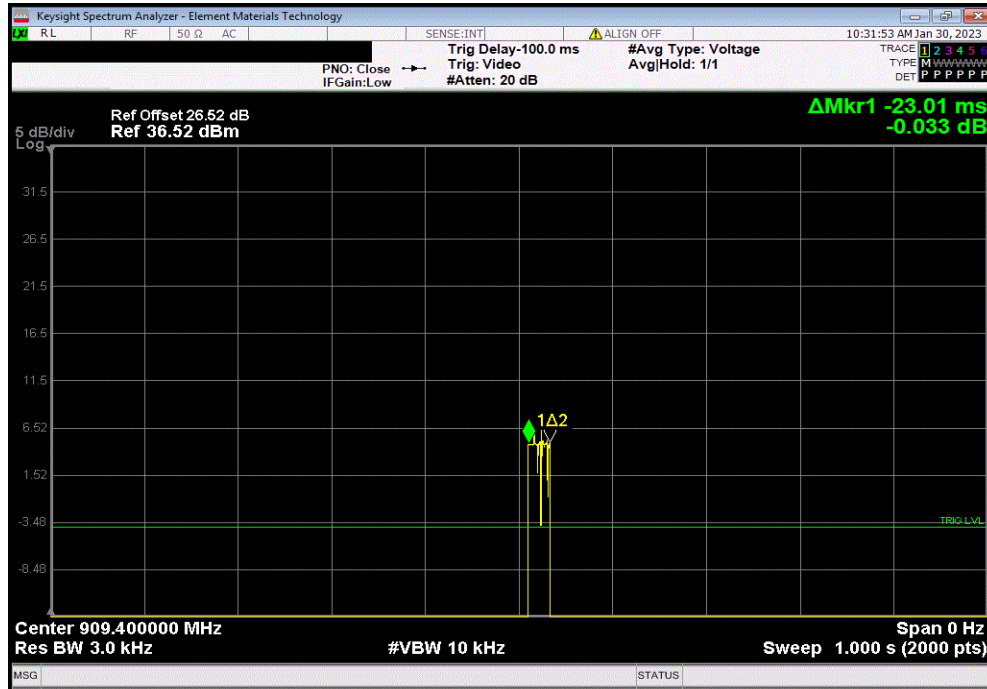 Keysight Spectrum Analyzer - Element Materials Technology
LXI RL RF 50 Ω AC SENSE:INT ALIGN OFF 10:31:53 AM Jan 30, 2023
Trig Delay-100.0 ms #Avg Type: Voltage TRACE 1 2 3 4 5 6
PNO: Close Trig: Video Avg|Hold: 1/1 TYPE M WWWWW
IFGain:Low #Atten: 20 dB DET P P P P P P
ΔMkr1 -23.01 ms
-0.033 dB
Ref Offset 26.52 dB
5 dB/div Ref 36.52 dBm
Log
31.5
26.5
21.5
16.5
11.5
6.52
1Δ2
1.52
-3.48
TRIG LVL
-8.48
Center 909.400000 MHz Span 0 Hz
Res BW 3.0 kHz #VBW 10 kHz Sweep 1.000 s (2000 pts)
MSG STATUS